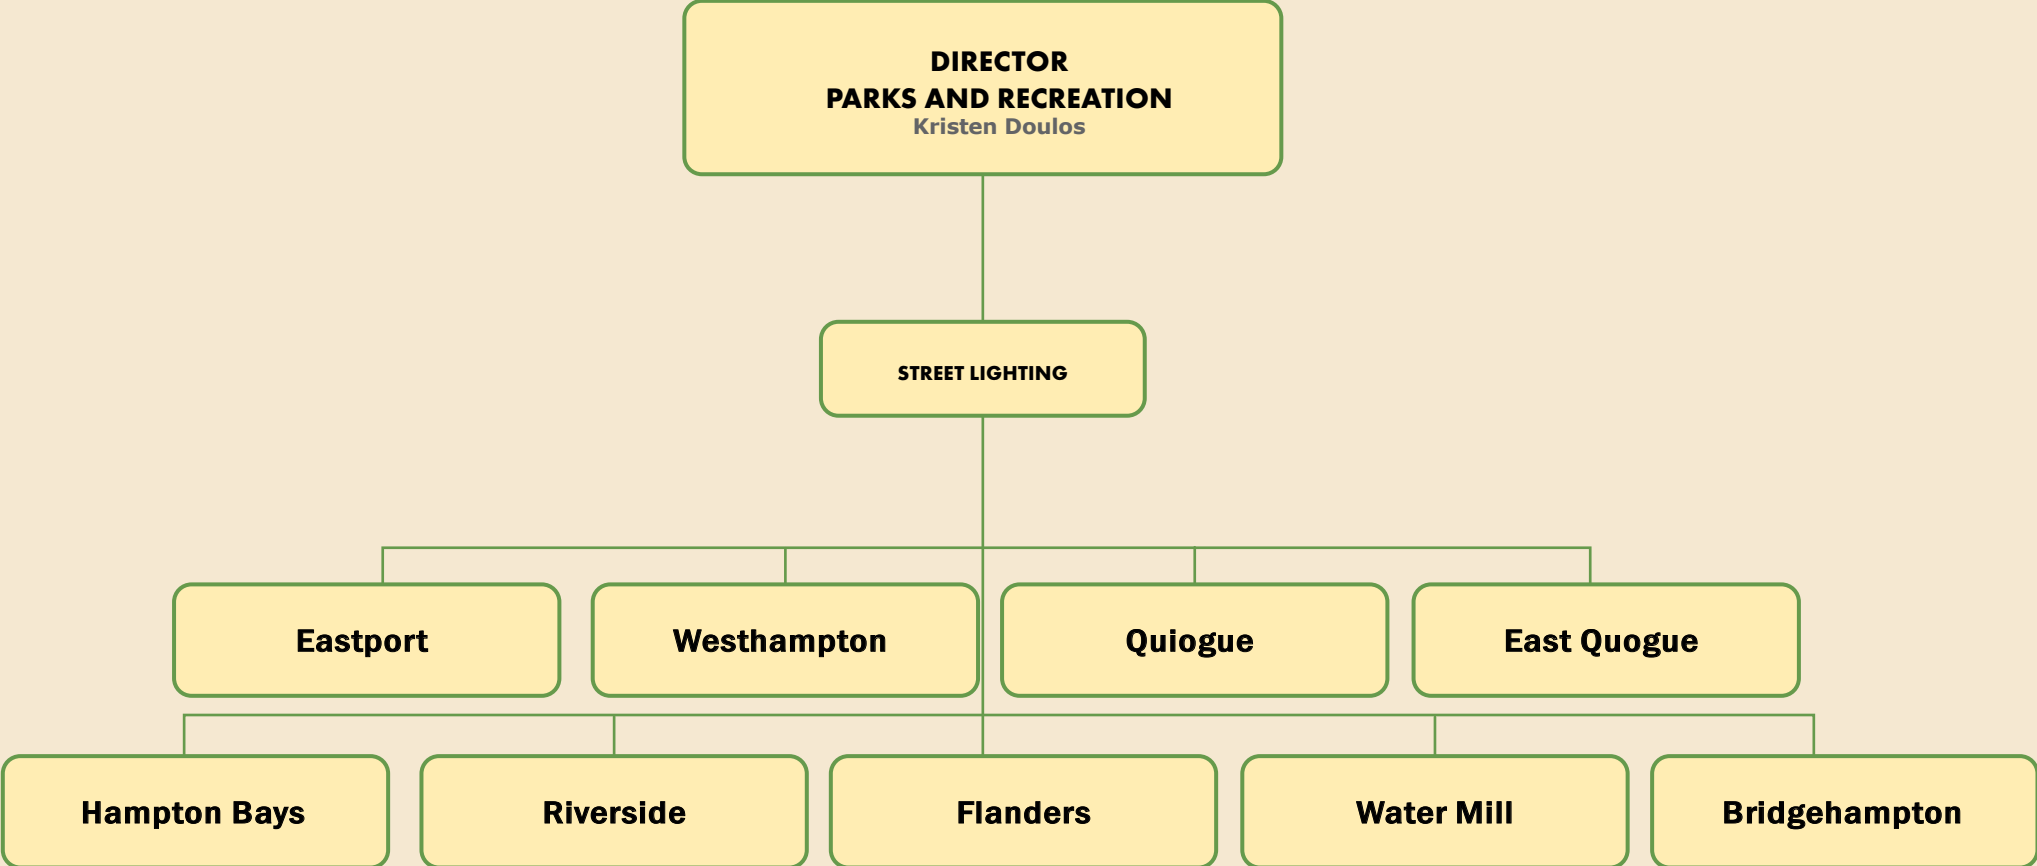 DIRECTOR
PARKS AND RECREATION
Kristen Doulos
STREET LIGHTING
Eastport
Westhampton
Quiogue
East Quogue
Hampton Bays
Riverside
Flanders
Water Mill
Bridgehampton